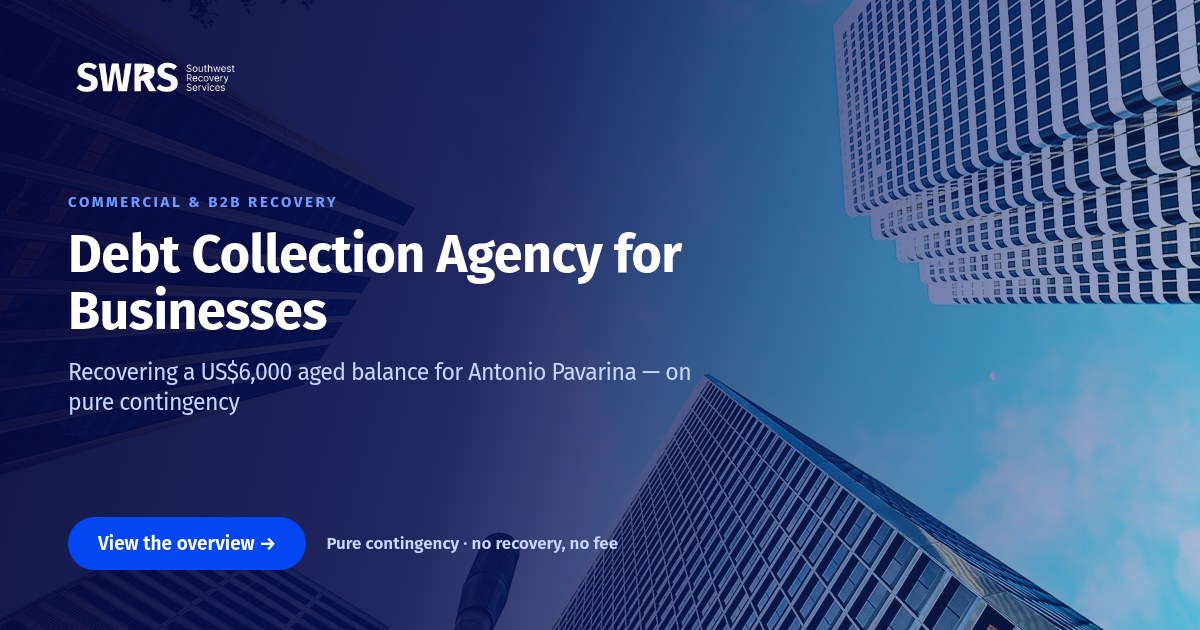 SWRS
Southwest
Recovery
Services
COMMERCIAL & B2B RECOVERY
Debt Collection Agency for
Businesses
Recovering a US$6,000 aged balance for Antonio Pavarina — on
pure contingency
View the overview →
Pure contingency · no recovery, no fee